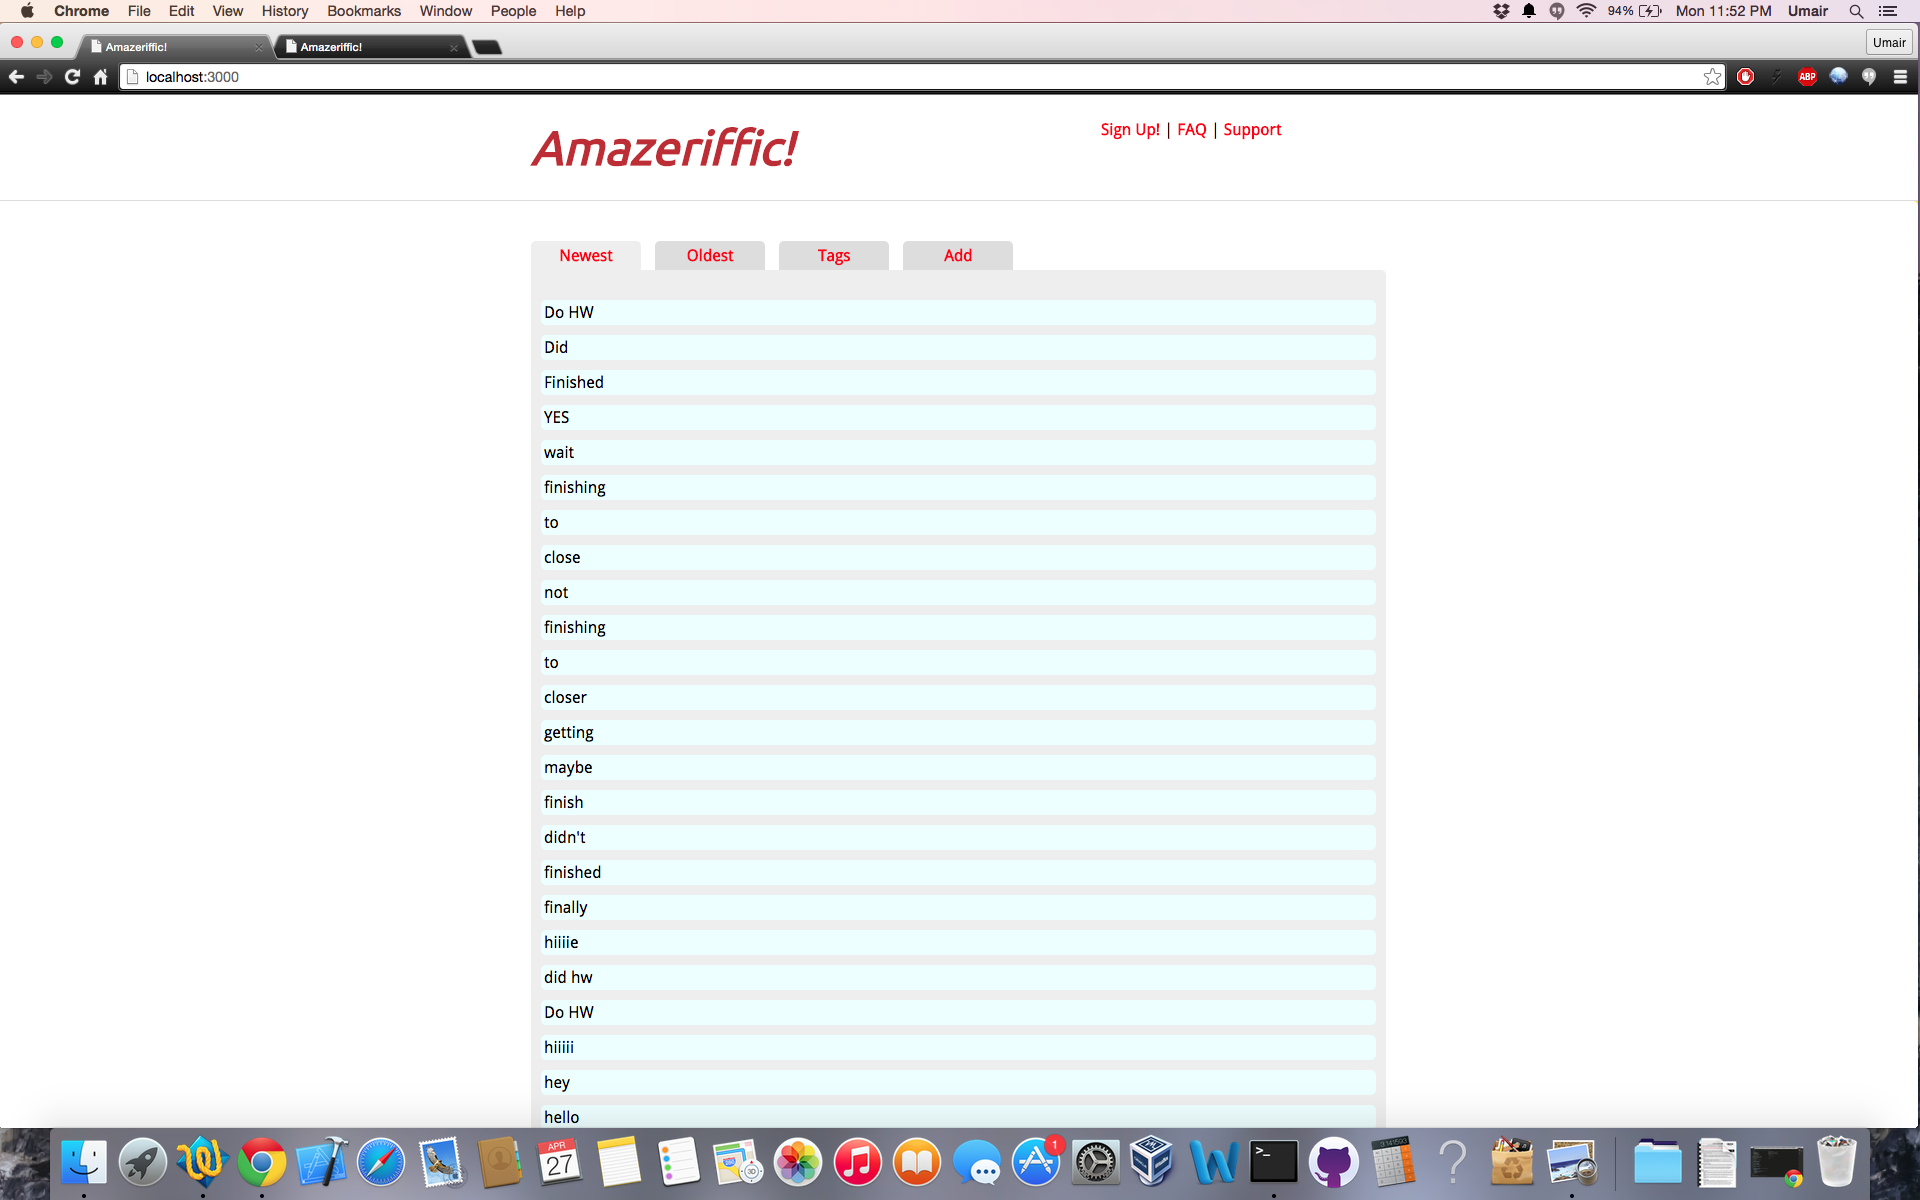 Chrome File Edit View History Bookmarks Window People Help 94% Mon 11:52 PM Umair
Amazeriffic! Amazeriffic! Umair
localhost:3000 ABP
Amazeriffic!
Sign Up! | FAQ | Support
Newest Oldest Tags Add
Do HW
Did
Finished
YES
wait
finishing
to
close
not
finishing
to
closer
getting
maybe
finish
didn't
finished
finally
hiiiie
did hw
Do HW
hiiiii
hey
hello
APR
27
1